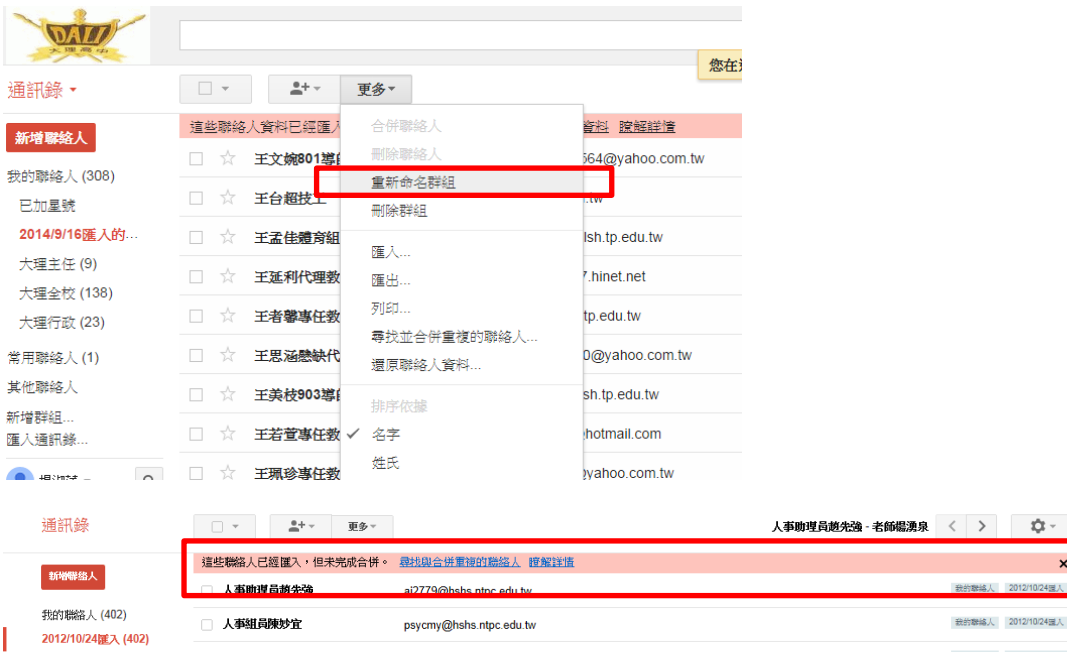 DALI
大理高中
您在
通訊錄
更多
新增聯絡人
這些聯絡人資料已經匯入
資料 瞭解詳情
合併聯絡人
刪除聯絡人
重新命名群組
刪除群組
匯入...
匯出...
列印...
尋找並合併重複的聯絡人...
還原聯絡人資料...
排序依據
名字
姓氏
我的聯絡人 (308)
已加星號
2014/9/16匯入的...
大理主任 (9)
大理全校 (138)
大理行政 (23)
常用聯絡人 (1)
其他聯絡人
新增群組...
匯入通訊錄...
王文婉801導師
564@yahoo.com.tw
王台超技工
.tw
王孟佳體育組
lsh.tp.edu.tw
王延利代理教
7.hinet.net
王者馨專任教
tp.edu.tw
王思涵懸缺代
0@yahoo.com.tw
王美枝903導師
sh.tp.edu.tw
王若萱專任教
hotmail.com
王珮珍專任教
yahoo.com.tw
通訊錄
更多
人事助理員趙先強 - 老師楊湧泉
這些聯絡人已經匯入，但未完成合併。 尋找與合併重複的聯絡人 瞭解詳情
新增聯絡人
人事助理員趙先強
ai2779@hshs.ntpc.edu.tw
我的聯絡人 2012/10/24匯入
我的聯絡人 (402)
人事組員陳妙宜
psycmy@hshs.ntpc.edu.tw
我的聯絡人 2012/10/24匯入
2012/10/24匯入 (402)